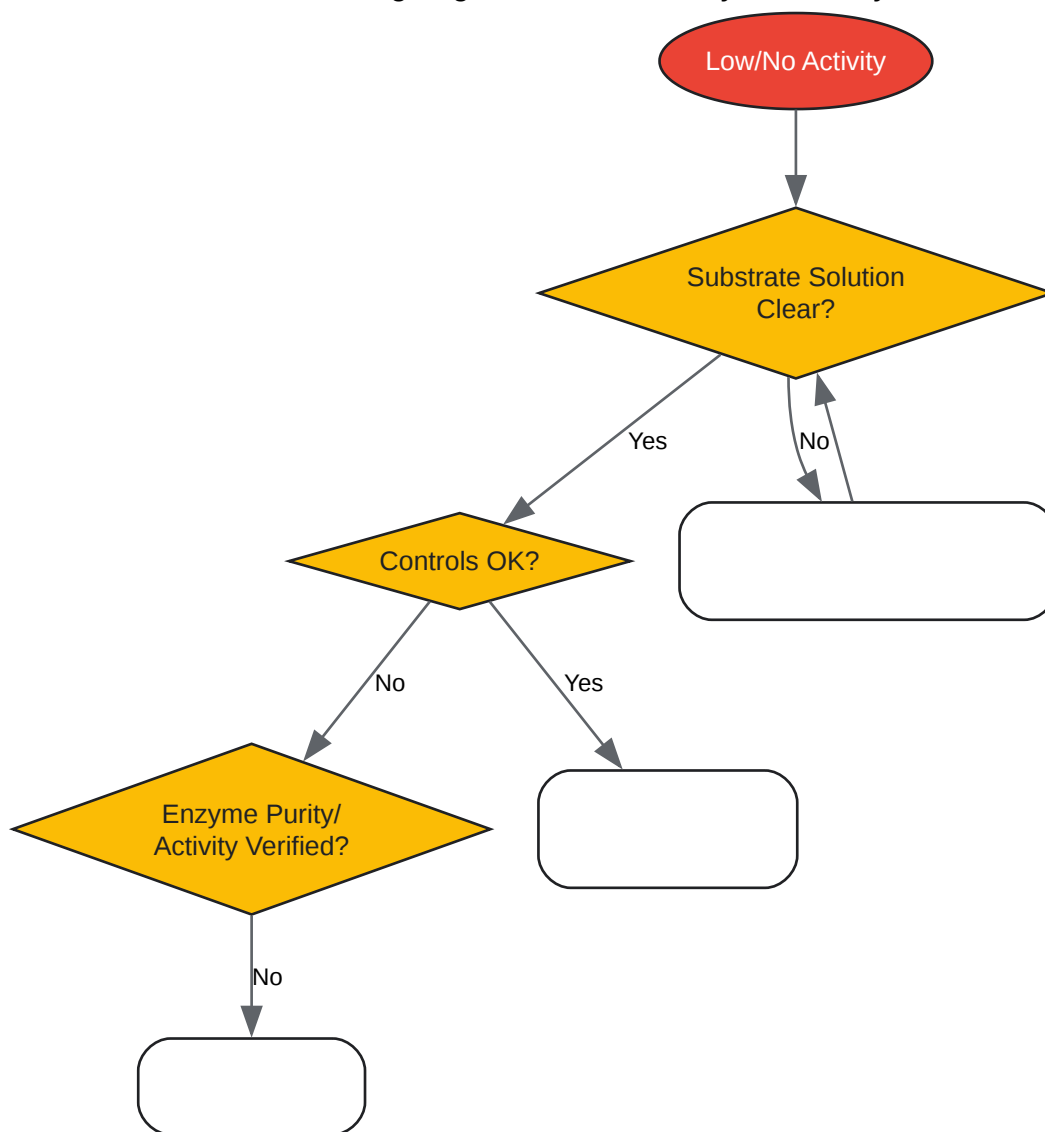 Low/No Activity
Substrate Solution
Clear?
Yes
No
Controls OK?
No
Yes
Enzyme Purity/
Activity Verified?
No